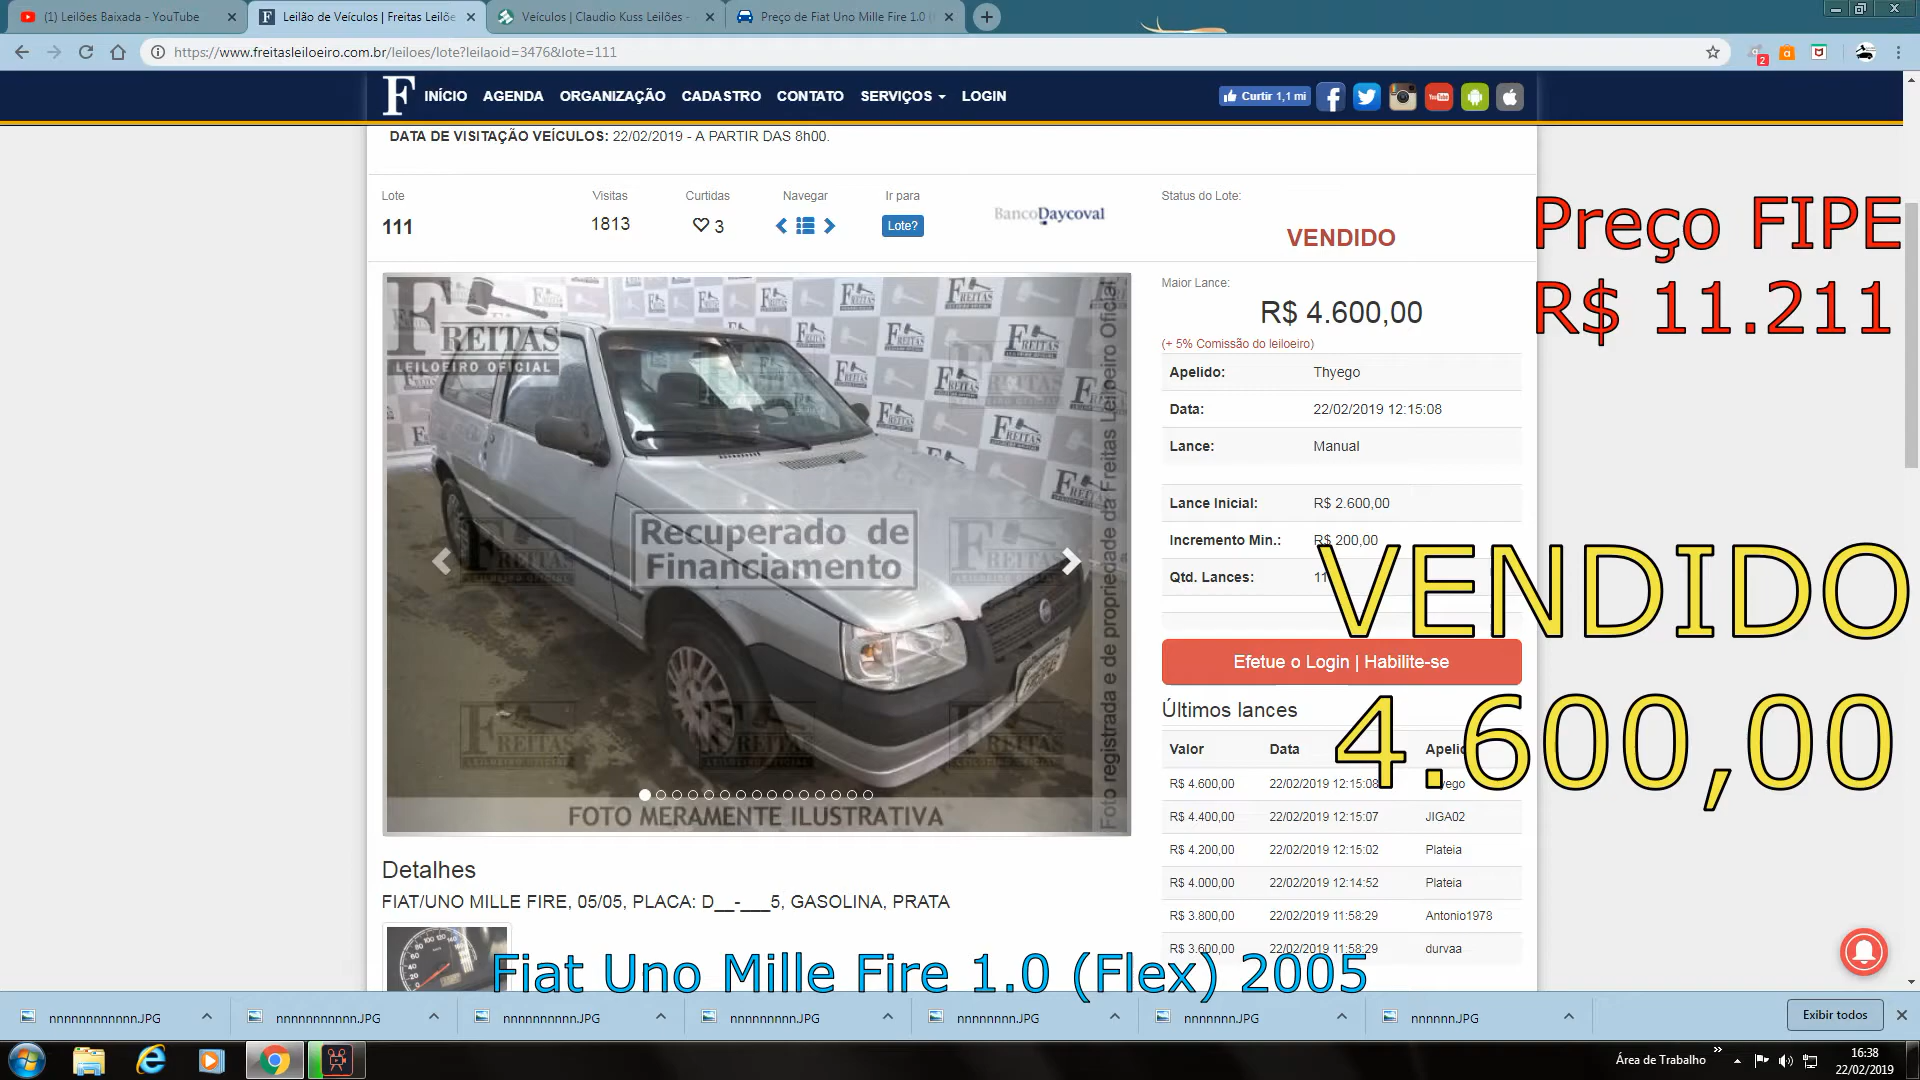 (1) Leilões Baixada - YouTube
Leilão de Veículos | Freitas Leilõe
Veículos | Claudio Kuss Leilões -
Preço de Fiat Uno Mille Fire 1.0 (
https://www.freitasleiloeiro.com.br/leiloes/lote?leilaoid=3476&lote=111
2
F INÍCIO AGENDA ORGANIZAÇÃO CADASTRO CONTATO SERVIÇOS LOGIN
Curtir 1,1 mi
DATA DE VISITAÇÃO VEÍCULOS: 22/02/2019 - A PARTIR DAS 8h00.
Lote Visitas Curtidas Navegar Ir para
111 1813 3 Lote?
BancoDaycoval
Status do Lote:
VENDIDO
Preço FIPE
R$ 11.211
Maior Lance:
R$ 4.600,00
(+ 5% Comissão do leiloeiro)
Apelido: Thyego
Data: 22/02/2019 12:15:08
Lance: Manual
Lance Inicial: R$ 2.600,00
Incremento Min.: R$ 200,00
Qtd. Lances: 11
VENDIDO
4.600,00
Efetue o Login | Habilite-se
FREITAS
LEILOEIRO OFICIAL
Recuperado de
Financiamento
Foto registrada e de propriedade da Freitas Leiloeiro Oficial
FOTO MERAMENTE ILUSTRATIVA
Últimos lances
Valor Data Apelid
R$ 4.600,00 22/02/2019 12:15:08 Thyego
R$ 4.400,00 22/02/2019 12:15:07 JIGA02
R$ 4.200,00 22/02/2019 12:15:02 Plateia
R$ 4.000,00 22/02/2019 12:14:52 Plateia
R$ 3.800,00 22/02/2019 11:58:29 Antonio1978
R$ 3.600,00 22/02/2019 11:58:29 durvaa
Detalhes
FIAT/UNO MILLE FIRE, 05/05, PLACA: D__-___5, GASOLINA, PRATA
Fiat Uno Mille Fire 1.0 (Flex) 2005
nnnnnnnnnnnn.JPG
nnnnnnnnnnn.JPG
nnnnnnnnnn.JPG
nnnnnnnnn.JPG
nnnnnnnn.JPG
nnnnnnn.JPG
nnnnnn.JPG
Exibir todos
Área de Trabalho
16:38
22/02/2019